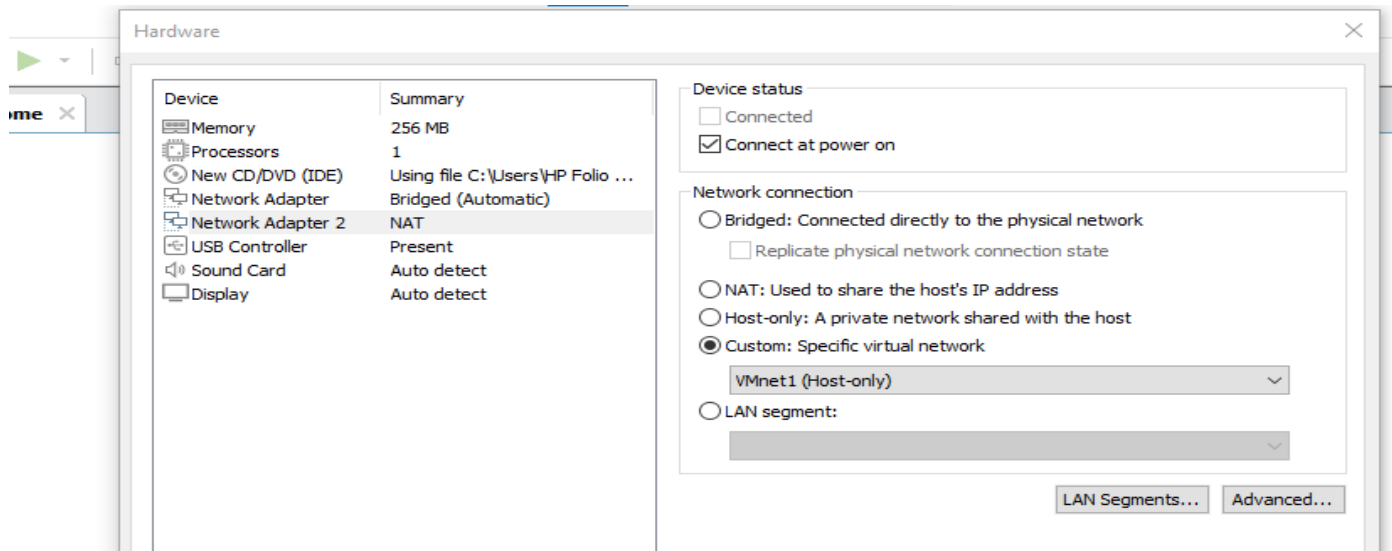 Hardware
ome
Device Summary
Memory 256 MB
Processors 1
New CD/DVD (IDE) Using file C:\Users\HP Folio ...
Network Adapter Bridged (Automatic)
Network Adapter 2 NAT
USB Controller Present
Sound Card Auto detect
Display Auto detect
Device status
Connected
Connect at power on
Network connection
Bridged: Connected directly to the physical network
Replicate physical network connection state
NAT: Used to share the host's IP address
Host-only: A private network shared with the host
Custom: Specific virtual network
VMnet1 (Host-only)
LAN segment:
LAN Segments... Advanced...